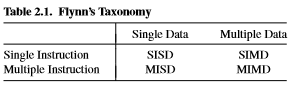 Table 2.1. Flynn's Taxonomy
Single Data Multiple Data
Single Instruction SISD SIMD
Multiple Instruction MISD MIMD